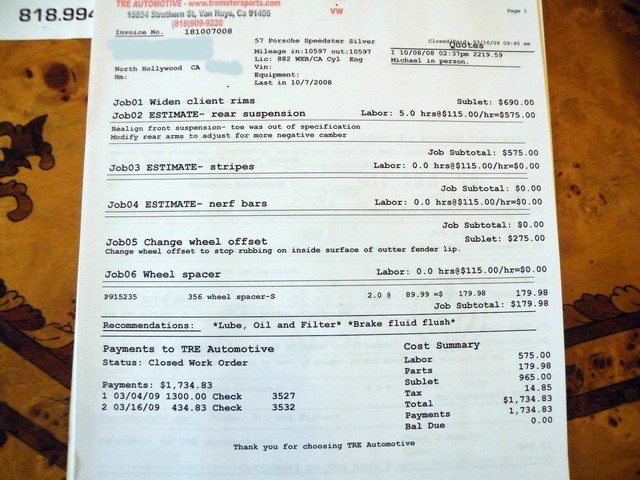 818.994
TRE AUTOMOTIVE - www.tremotorsports.com
15854 Strathern St, Van Nuys, Ca 91406
(818)909-9220
VW
Page 1
Invoice No. 181007008
57 Porsche Speedster Silver
Closed/Paid. 03/16/09 09:40 am
Quotes
Mileage in:10597 out:10597
1 10/08/08 02:37pm 2219.59
Lic: 882 WXB/CA Cyl Eng
Michael in person.
North Hollywood CA
Vin:
Hm:
Equipment:
Last in 10/7/2008
Job01 Widen client rims Sublet: $690.00
Job02 ESTIMATE- rear suspension Labor: 5.0 hrs@$115.00/hr=$575.00
Realign front suspension- toe was out of specification
Modify rear arms to adjust for more negative camber
Job Subtotal: $575.00
Job03 ESTIMATE- stripes Labor: 0.0 hrs@$115.00/hr=$0.00
Job Subtotal: $0.00
Job04 ESTIMATE- nerf bars Labor: 0.0 hrs@$115.00/hr=$0.00
Job Subtotal: $0.00
Job05 Change wheel offset Sublet: $275.00
Change wheel offset to stop rubbing on inside surface of outter fender lip.
Job06 Wheel spacer Labor: 0.0 hrs@$115.00/hr=$0.00
P915235 356 wheel spacer-S 2.0 @ 89.99 =$ 179.98 179.98
Job Subtotal: $179.98
Recommendations: *Lube, Oil and Filter* *Brake fluid flush*
Payments to TRE Automotive
Status: Closed Work Order
Payments: $1,734.83
1 03/04/09 1300.00 Check 3527
2 03/16/09 434.83 Check 3532
Cost Summary
Labor 575.00
Parts 179.98
Sublet 965.00
Tax 14.85
Total $1,734.83
Payments 1,734.83
Bal Due 0.00
Thank you for choosing TRE Automotive